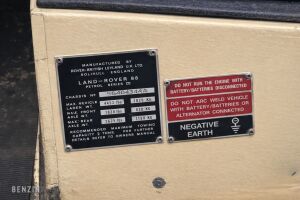 MANUFACTURED BY
ROVER-BRITISH LEYLAND U.K. LTD.
SOLIHULL ENGLAND
LAND-ROVER 88
PETROL SERIES III
CHASSIS No
MAX VEHICLE
LADEN WT.
MAX FRONT
AXLE WT
MAX REAR
AXLE WT
RECOMMENDED MAXIMUM TOWING
CAPACITY 2 TONS. FOR FURTHER
DETAILS REFER TO OWNERS MANUAL
DO NOT RUN THE ENGINE WITH
BATTERY/BATTERIES DISCONNECTED
DO NOT ARC WELD VEHICLE
WITH BATTERY/BATTERIES OR
ALTERNATOR CONNECTED
NEGATIVE
EARTH
BENZIN